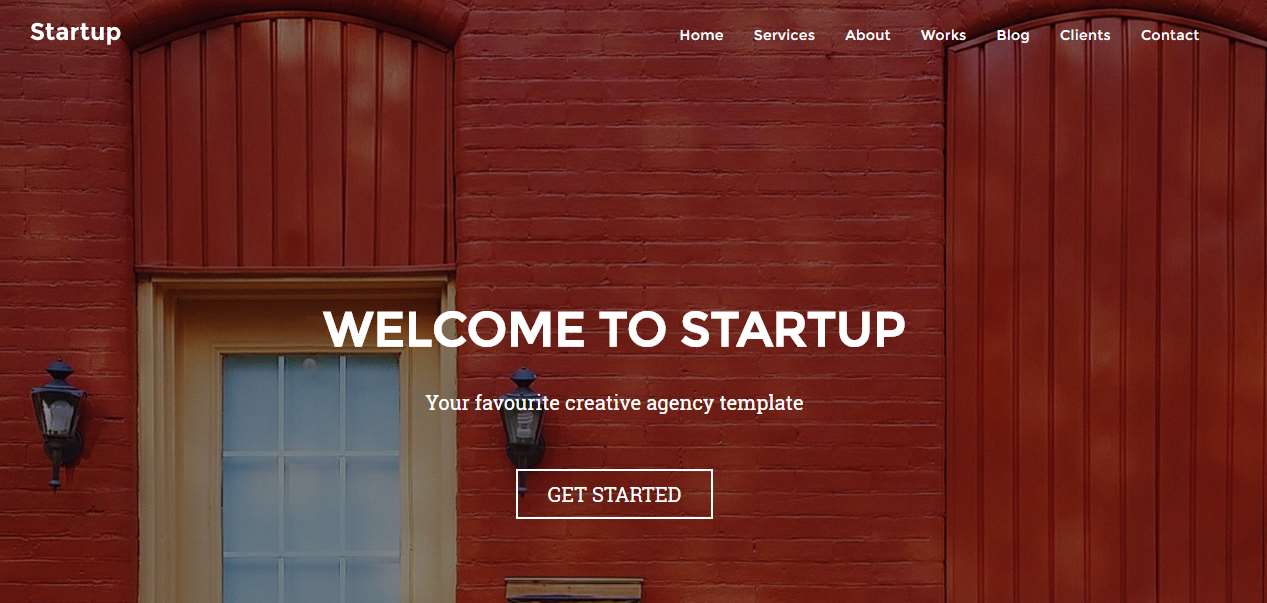 Startup
Home Services About Works Blog Clients Contact
WELCOME TO STARTUP
Your favourite creative agency template
GET STARTED